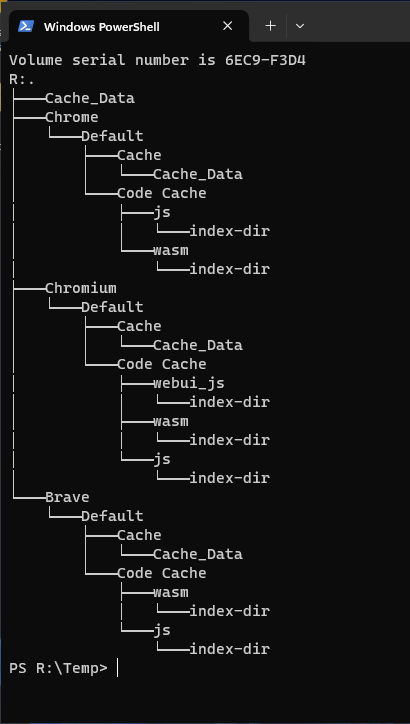 Windows PowerShell
Volume serial number is 6EC9-F3D4
R:.
├───Cache_Data
├───Chrome
│   └───Default
│       ├───Cache
│       │   └───Cache_Data
│       └───Code Cache
│           ├───js
│           │   └───index-dir
│           └───wasm
│               └───index-dir
├───Chromium
│   └───Default
│       ├───Cache
│       │   └───Cache_Data
│       └───Code Cache
│           ├───webui_js
│           │   └───index-dir
│           ├───wasm
│           │   └───index-dir
│           └───js
│               └───index-dir
└───Brave
    └───Default
        ├───Cache
        │   └───Cache_Data
        └───Code Cache
            ├───wasm
            │   └───index-dir
            └───js
                └───index-dir
PS R:\Temp>